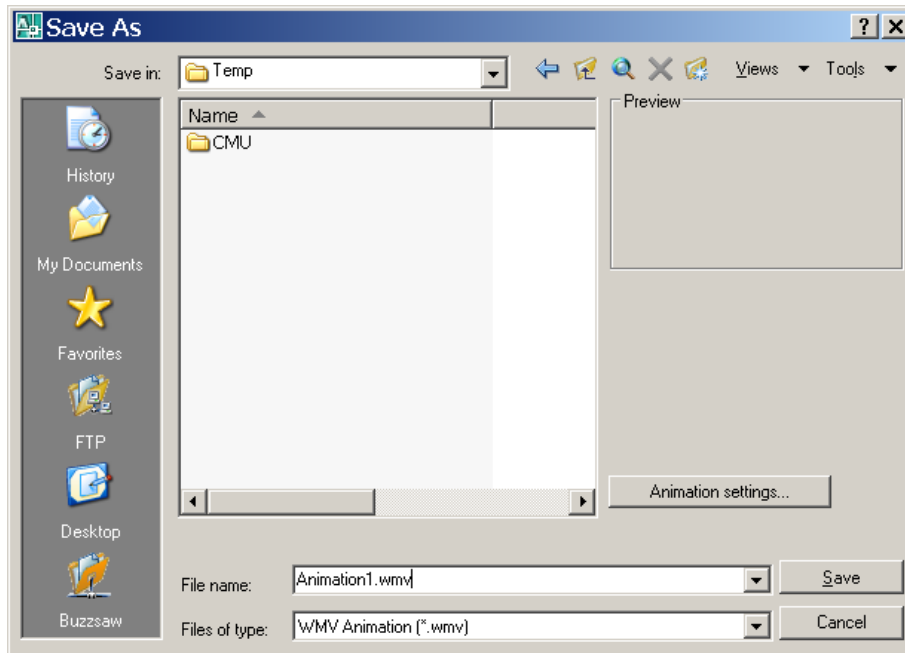 Save As
Save in: Temp Views Tools
Name Preview
CMU
History
My Documents
Favorites
FTP
Desktop
Buzzsaw
Animation settings...
File name: Animation1.wmv Save
Files of type: WMV Animation (*.wmv) Cancel